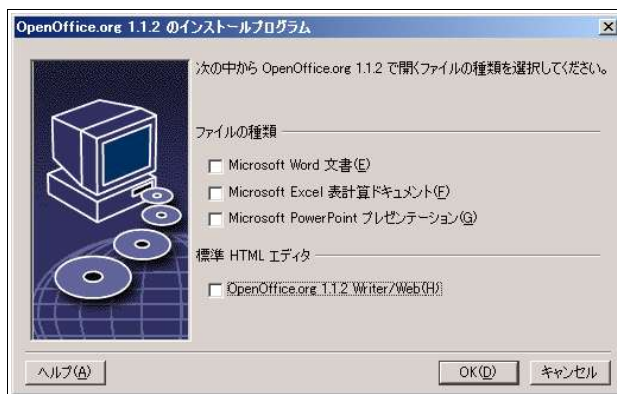 OpenOffice.org 1.1.2 のインストールプログラム
次の中から OpenOffice.org 1.1.2 で開くファイルの種類を選択してください。
ファイルの種類
Microsoft Word 文書(E)
Microsoft Excel 表計算ドキュメント(F)
Microsoft PowerPoint プレゼンテーション(G)
標準 HTML エディタ
OpenOffice.org 1.1.2 Writer/Web(H)
ヘルプ(A)
OK(D)
キャンセル